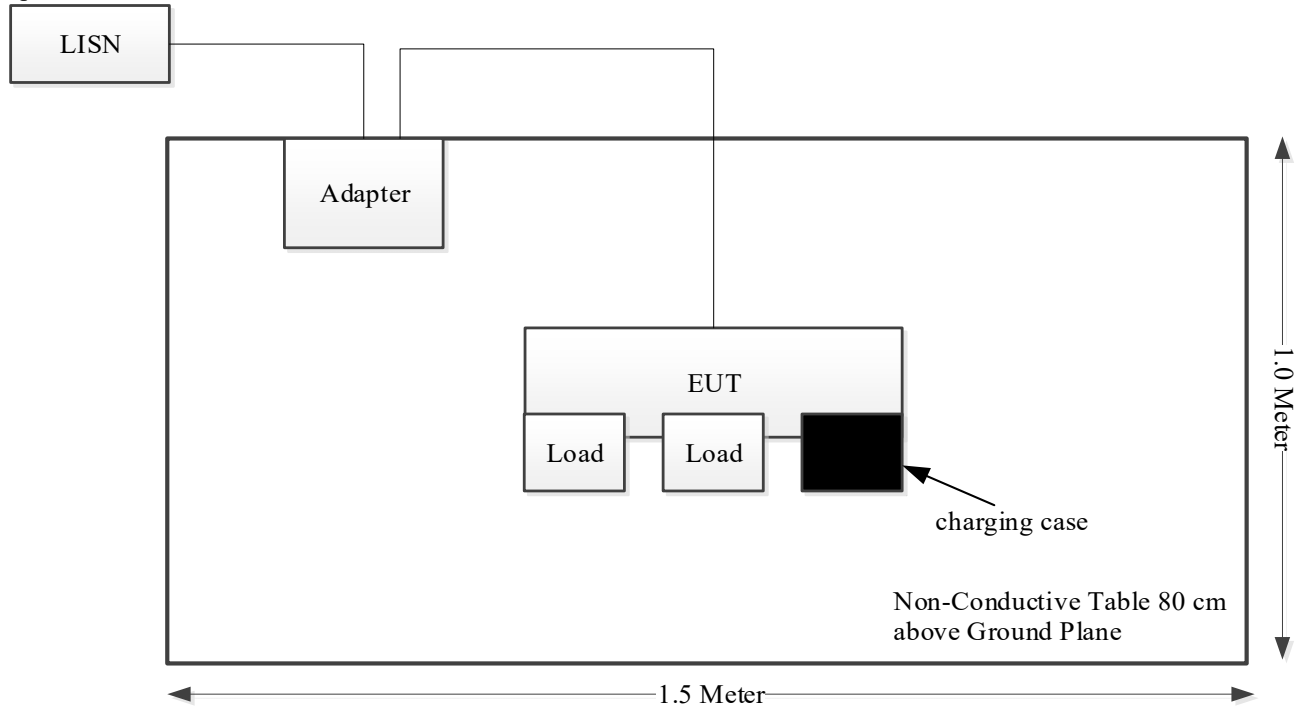 LISN
Adapter
EUT
Load
Load
charging case
Non-Conductive Table 80 cm
above Ground Plane
1.0 Meter
1.5 Meter